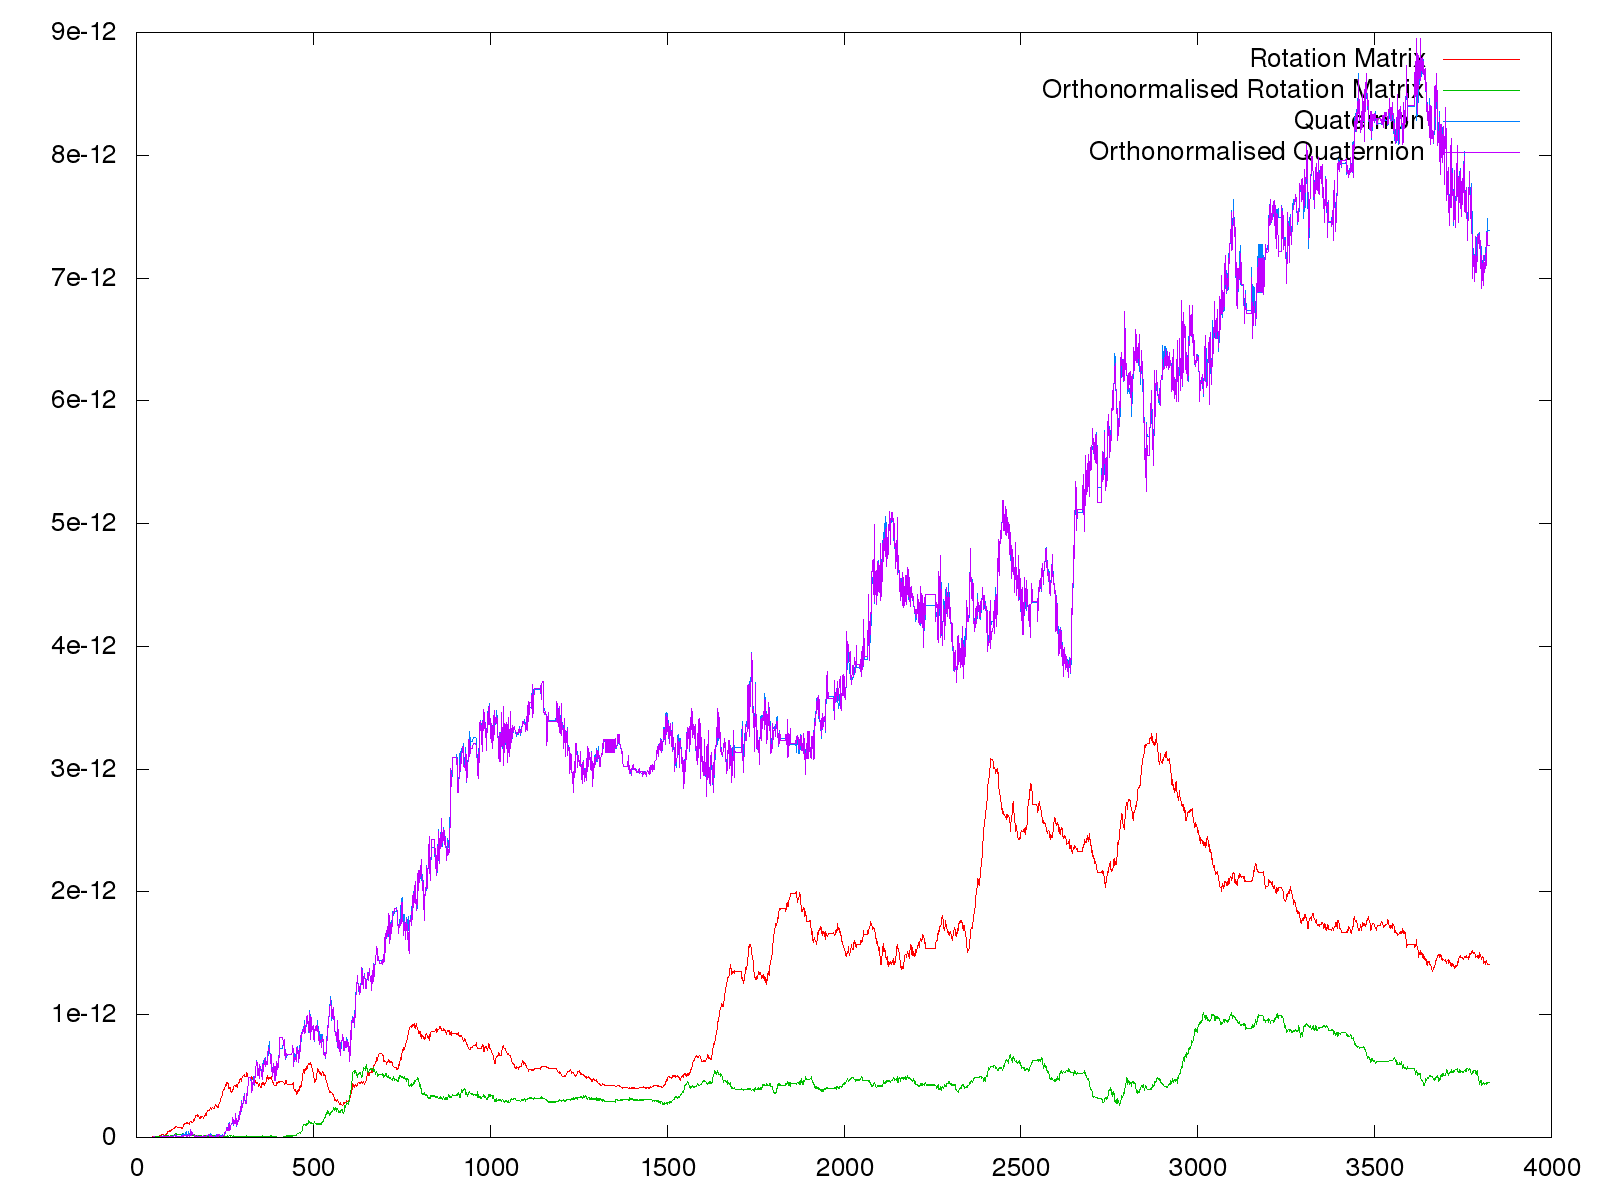 9e-12
Rotation Matrix
Orthonormalised Rotation Matrix
Quaternion
Orthonormalised Quaternion
8e-12
7e-12
6e-12
5e-12
4e-12
3e-12
2e-12
1e-12
0
0 500 1000 1500 2000 2500 3000 3500 4000